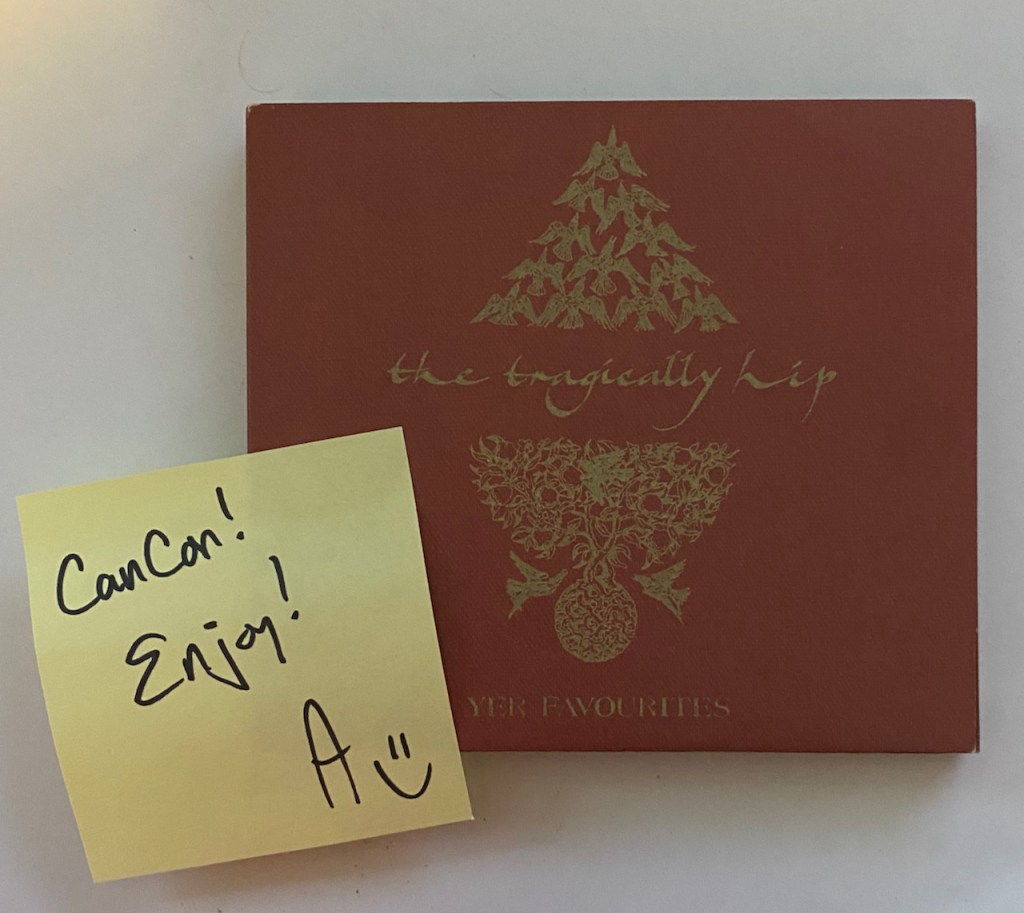 the tragically hip
YER FAVOURITES
CanCon!
Enjoy!
A